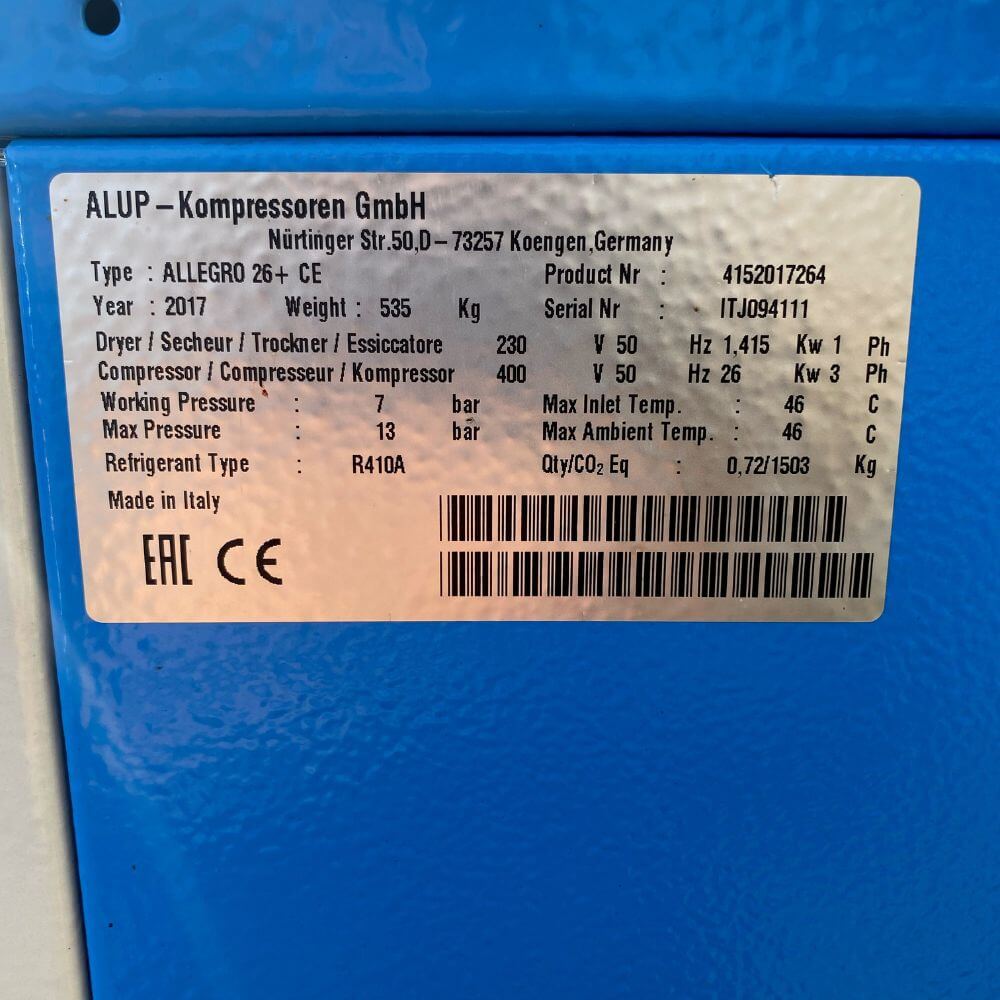 ALUP – Kompressoren GmbH
Nürtinger Str.50,D – 73257 Koengen,Germany
Type : ALLEGRO 26+ CE Product Nr : 4152017264
Year : 2017 Weight : 535 Kg Serial Nr : ITJ094111
Dryer / Secheur / Trockner / Essiccatore 230 V 50 Hz 1,415 Kw 1 Ph
Compressor / Compresseur / Kompressor 400 V 50 Hz 26 Kw 3 Ph
Working Pressure : 7 bar Max Inlet Temp. : 46 C
Max Pressure : 13 bar Max Ambient Temp. : 46 C
Refrigerant Type : R410A Qty/CO₂ Eq : 0,72/1503 Kg
Made in Italy
EAC CE